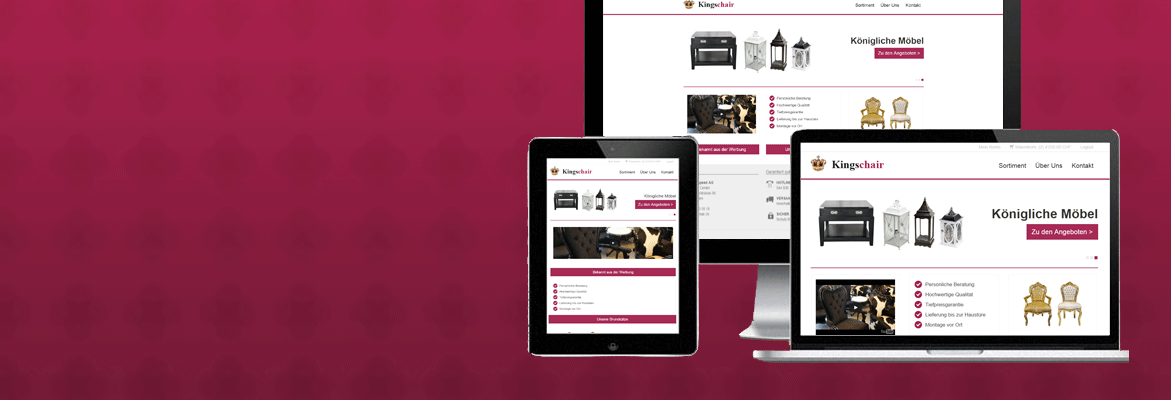 Kingschair
Sortiment Über Uns Kontakt
Königliche Möbel
Zu den Angeboten >
Persönliche Beratung
Hochwertige Qualität
Tiefpreisgarantie
Lieferung bis zur Haustüre
Montage vor Ort
Bekannt aus der Werbung
Kingschair
Sortiment Über Uns Kontakt
Königliche Möbel
Zu den Angeboten >
Bekannt aus der Werbung
Persönliche Beratung
Hochwertige Qualität
Tiefpreisgarantie
Lieferung bis zur Haustüre
Montage vor Ort
Unsere Grundsätze
Logout
Kingschair
Sortiment Über Uns Kontakt
Königliche Möbel
Zu den Angeboten >
Persönliche Beratung
Hochwertige Qualität
Tiefpreisgarantie
Lieferung bis zur Haustüre
Montage vor Ort